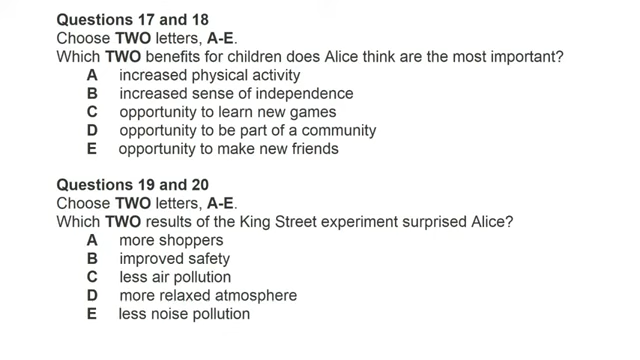 Questions 17 and 18
Choose TWO letters, A-E.
Which TWO benefits for children does Alice think are the most important?
A increased physical activity
B increased sense of independence
C opportunity to learn new games
D opportunity to be part of a community
E opportunity to make new friends
Questions 19 and 20
Choose TWO letters, A-E.
Which TWO results of the King Street experiment surprised Alice?
A more shoppers
B improved safety
C less air pollution
D more relaxed atmosphere
E less noise pollution